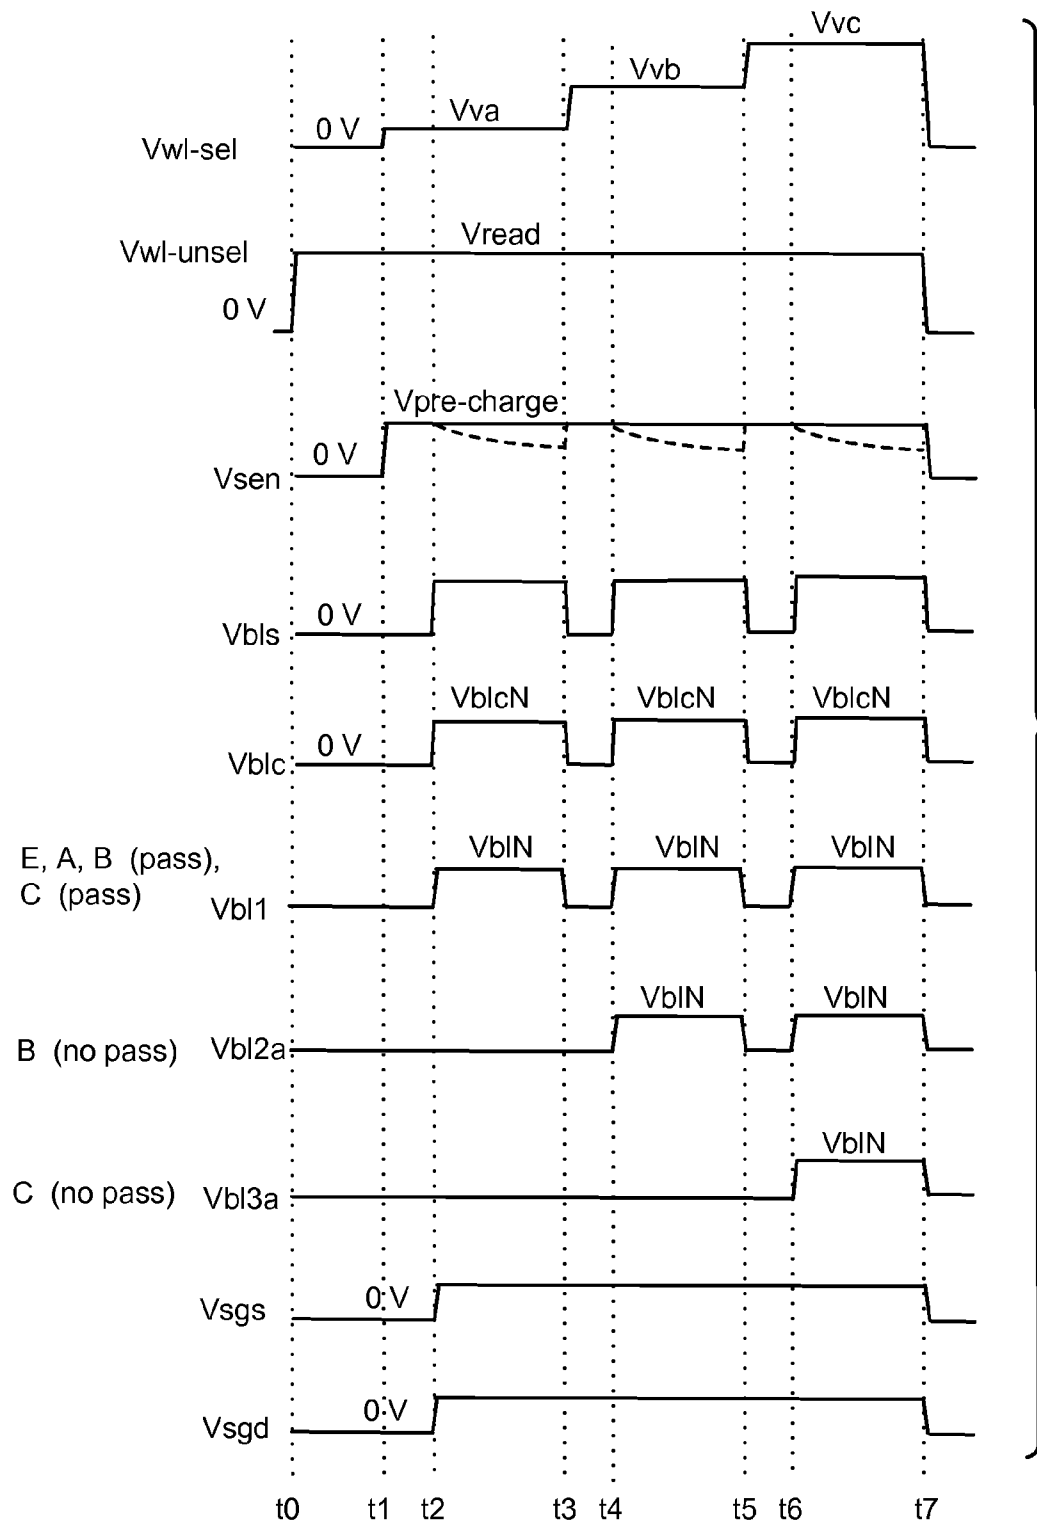 Vvc
Vvb
Vva
0 V
Vwl-sel
Vread
Vwl-unsel
0 V
Vpre-charge
0 V
Vsen
0 V
Vbls
VblcN VblcN VblcN
0 V
Vblc
VblN VblN VblN
E, A, B (pass),
C (pass)
Vbl1
VblN VblN
B (no pass) Vbl2a
VblN
C (no pass) Vbl3a
0 V
Vsgs
0 V
Vsgd
t0 t1 t2 t3 t4 t5 t6 t7